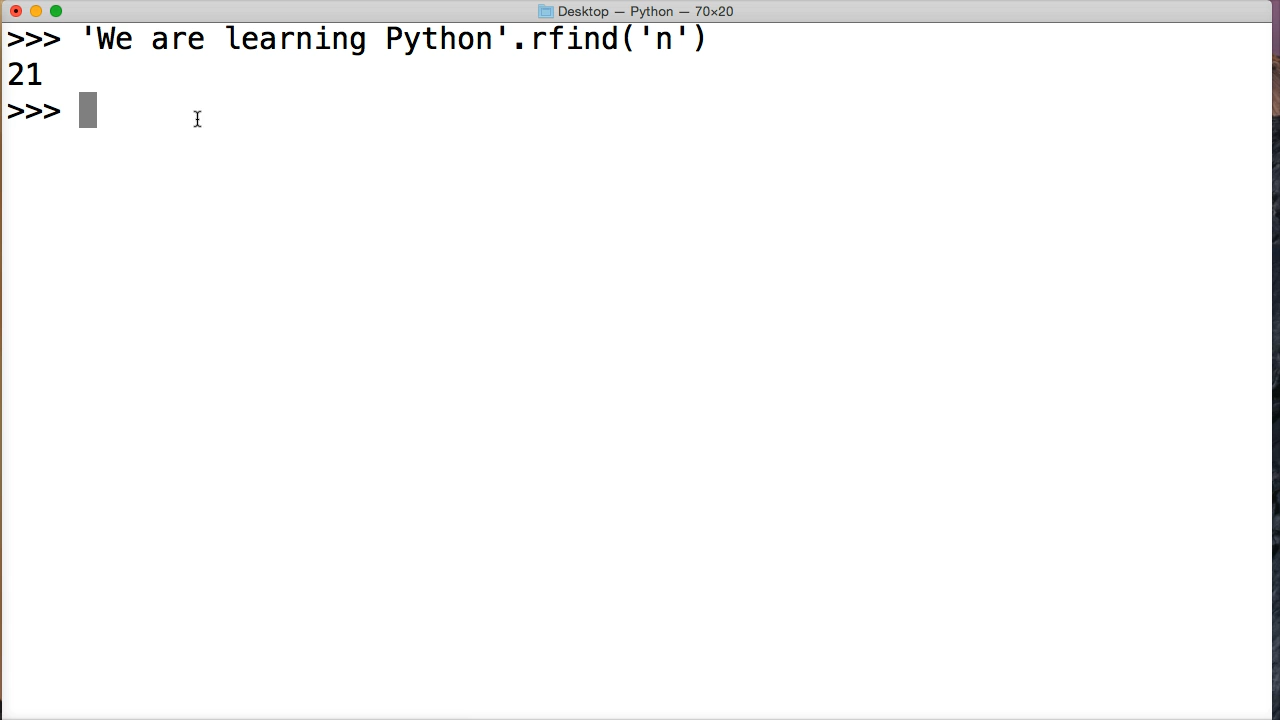 Desktop — Python — 70×20
>>> 'We are learning Python'.rfind('n')
21
>>>